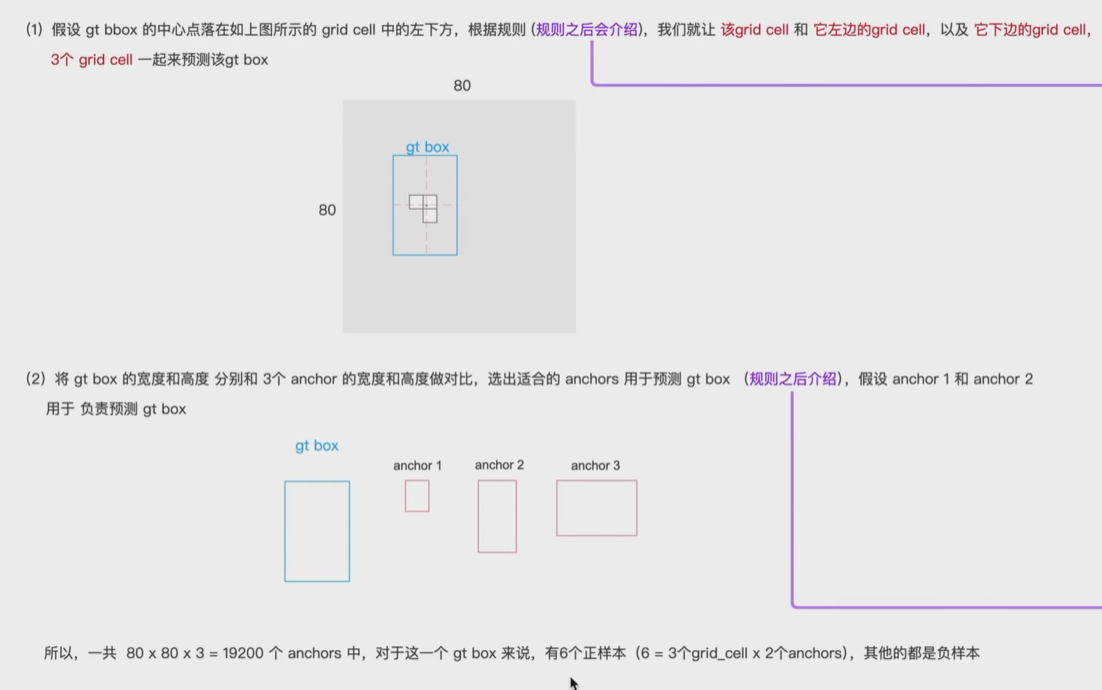 (1) 假设 gt bbox 的中心点落在如上图所示的 grid cell 中的左下方，根据规则 (规则之后会介绍)，我们就让 该grid cell 和 它左边的grid cell，以及 它下边的grid cell，
3个 grid cell 一起来预测该gt box
80
gt box
80
(2) 将 gt box 的宽度和高度 分别和 3个 anchor 的宽度和高度做对比，选出适合的 anchors 用于预测 gt box （规则之后介绍)，假设 anchor 1 和 anchor 2
用于 负责预测 gt box
gt box
anchor 1
anchor 2
anchor 3
所以，一共 80 x 80 x 3 = 19200 个 anchors 中，对于这一个 gt box 来说，有6个正样本（6 = 3个grid_cell x 2个anchors)，其他的都是负样本